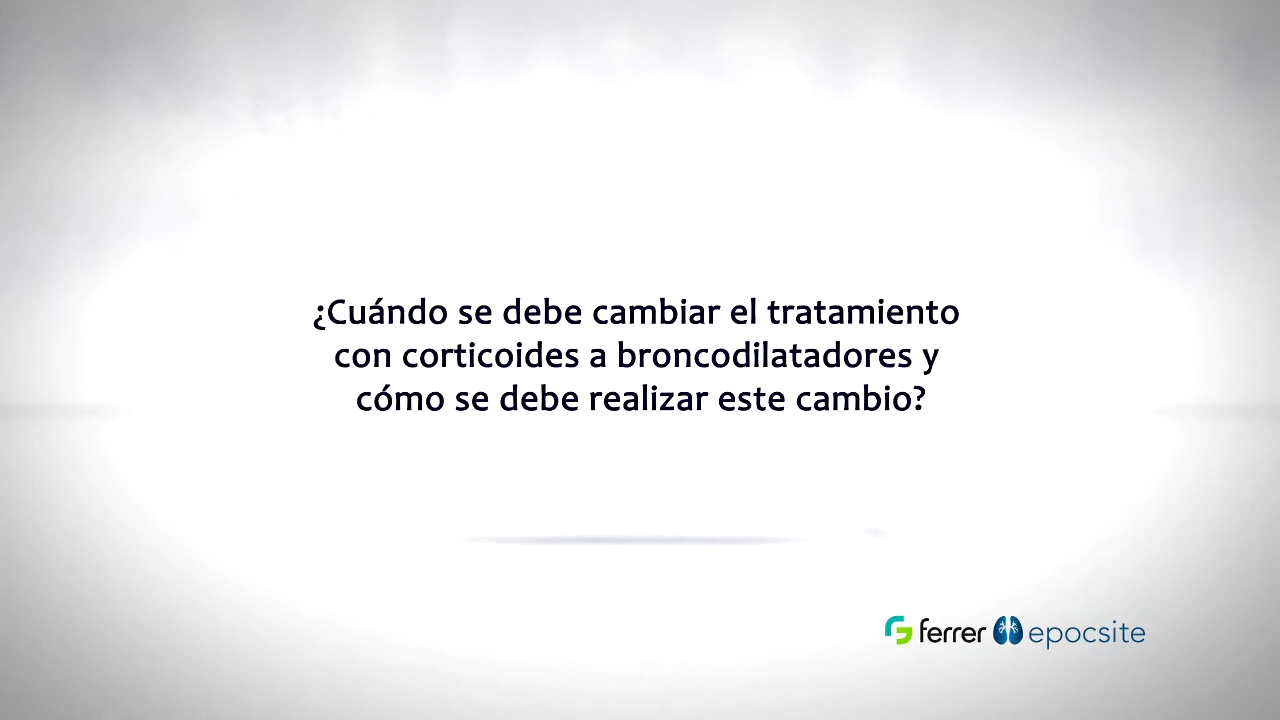 ¿Cuándo se debe cambiar el tratamiento
con corticoides a broncodilatadores y
cómo se debe realizar este cambio?
ferrer epocsite